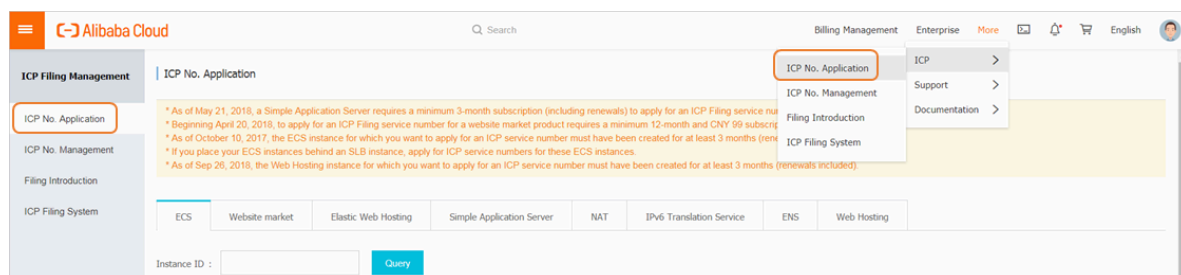 Alibaba Cloud
Search
Billing Management
Enterprise
More
English
ICP Filing Management
ICP No. Application
ICP No. Management
Filing Introduction
ICP Filing System
ICP No. Application
ICP No. Application
ICP No. Management
Filing Introduction
ICP Filing System
ICP
Support
Documentation
* As of May 21, 2018, a Simple Application Server requires a minimum 3-month subscription (including renewals) to apply for an ICP Filing service
* Beginning April 20, 2018, to apply for an ICP Filing service number for a website market product requires a minimum 12-month and CNY 99
* As of October 10, 2017, the ECS instance for which you want to apply for an ICP service number must have been created for at least 3 months
* If you place your ECS instances behind an SLB instance, apply for ICP service numbers for these ECS instances.
* As of Sep 26, 2018, the Web Hosting instance for which you want to apply for an ICP service number must have been created for at least 3 months (renewals included).
ECS
Website market
Elastic Web Hosting
Simple Application Server
NAT
IPv6 Translation Service
ENS
Web Hosting
Instance ID :
Query